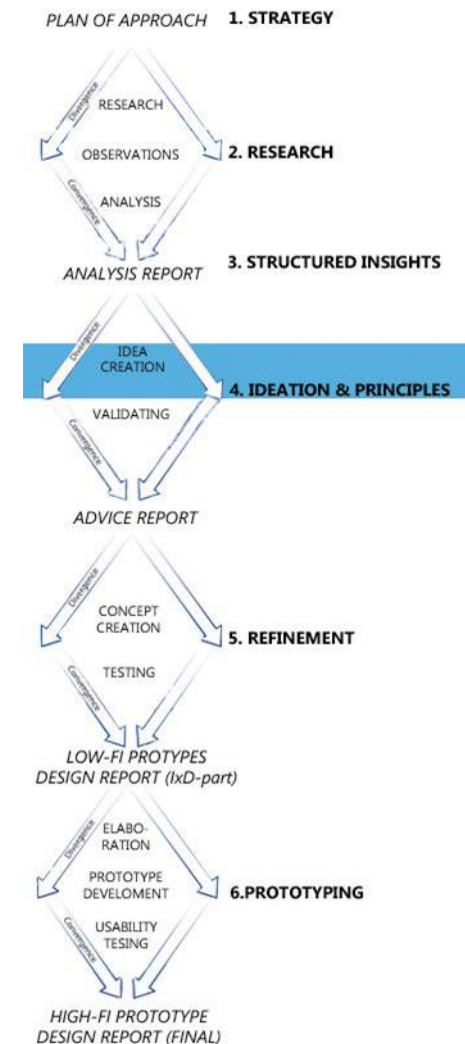 PLAN OF APPROACH
1. STRATEGY
Divergence
RESEARCH
OBSERVATIONS
2. RESEARCH
Convergence
ANALYSIS
ANALYSIS REPORT
3. STRUCTURED INSIGHTS
Divergence
IDEA
CREATION
4. IDEATION & PRINCIPLES
VALIDATING
Convergence
ADVICE REPORT
Divergence
CONCEPT
CREATION
5. REFINEMENT
TESTING
Convergence
LOW-FI PROTYPES
DESIGN REPORT (IxD-part)
Divergence
ELABO-
RATION
PROTOTYPE
DEVELOMENT
6.PROTOTYPING
USABILITY
TESING
Convergence
HIGH-FI PROTOTYPE
DESIGN REPORT (FINAL)